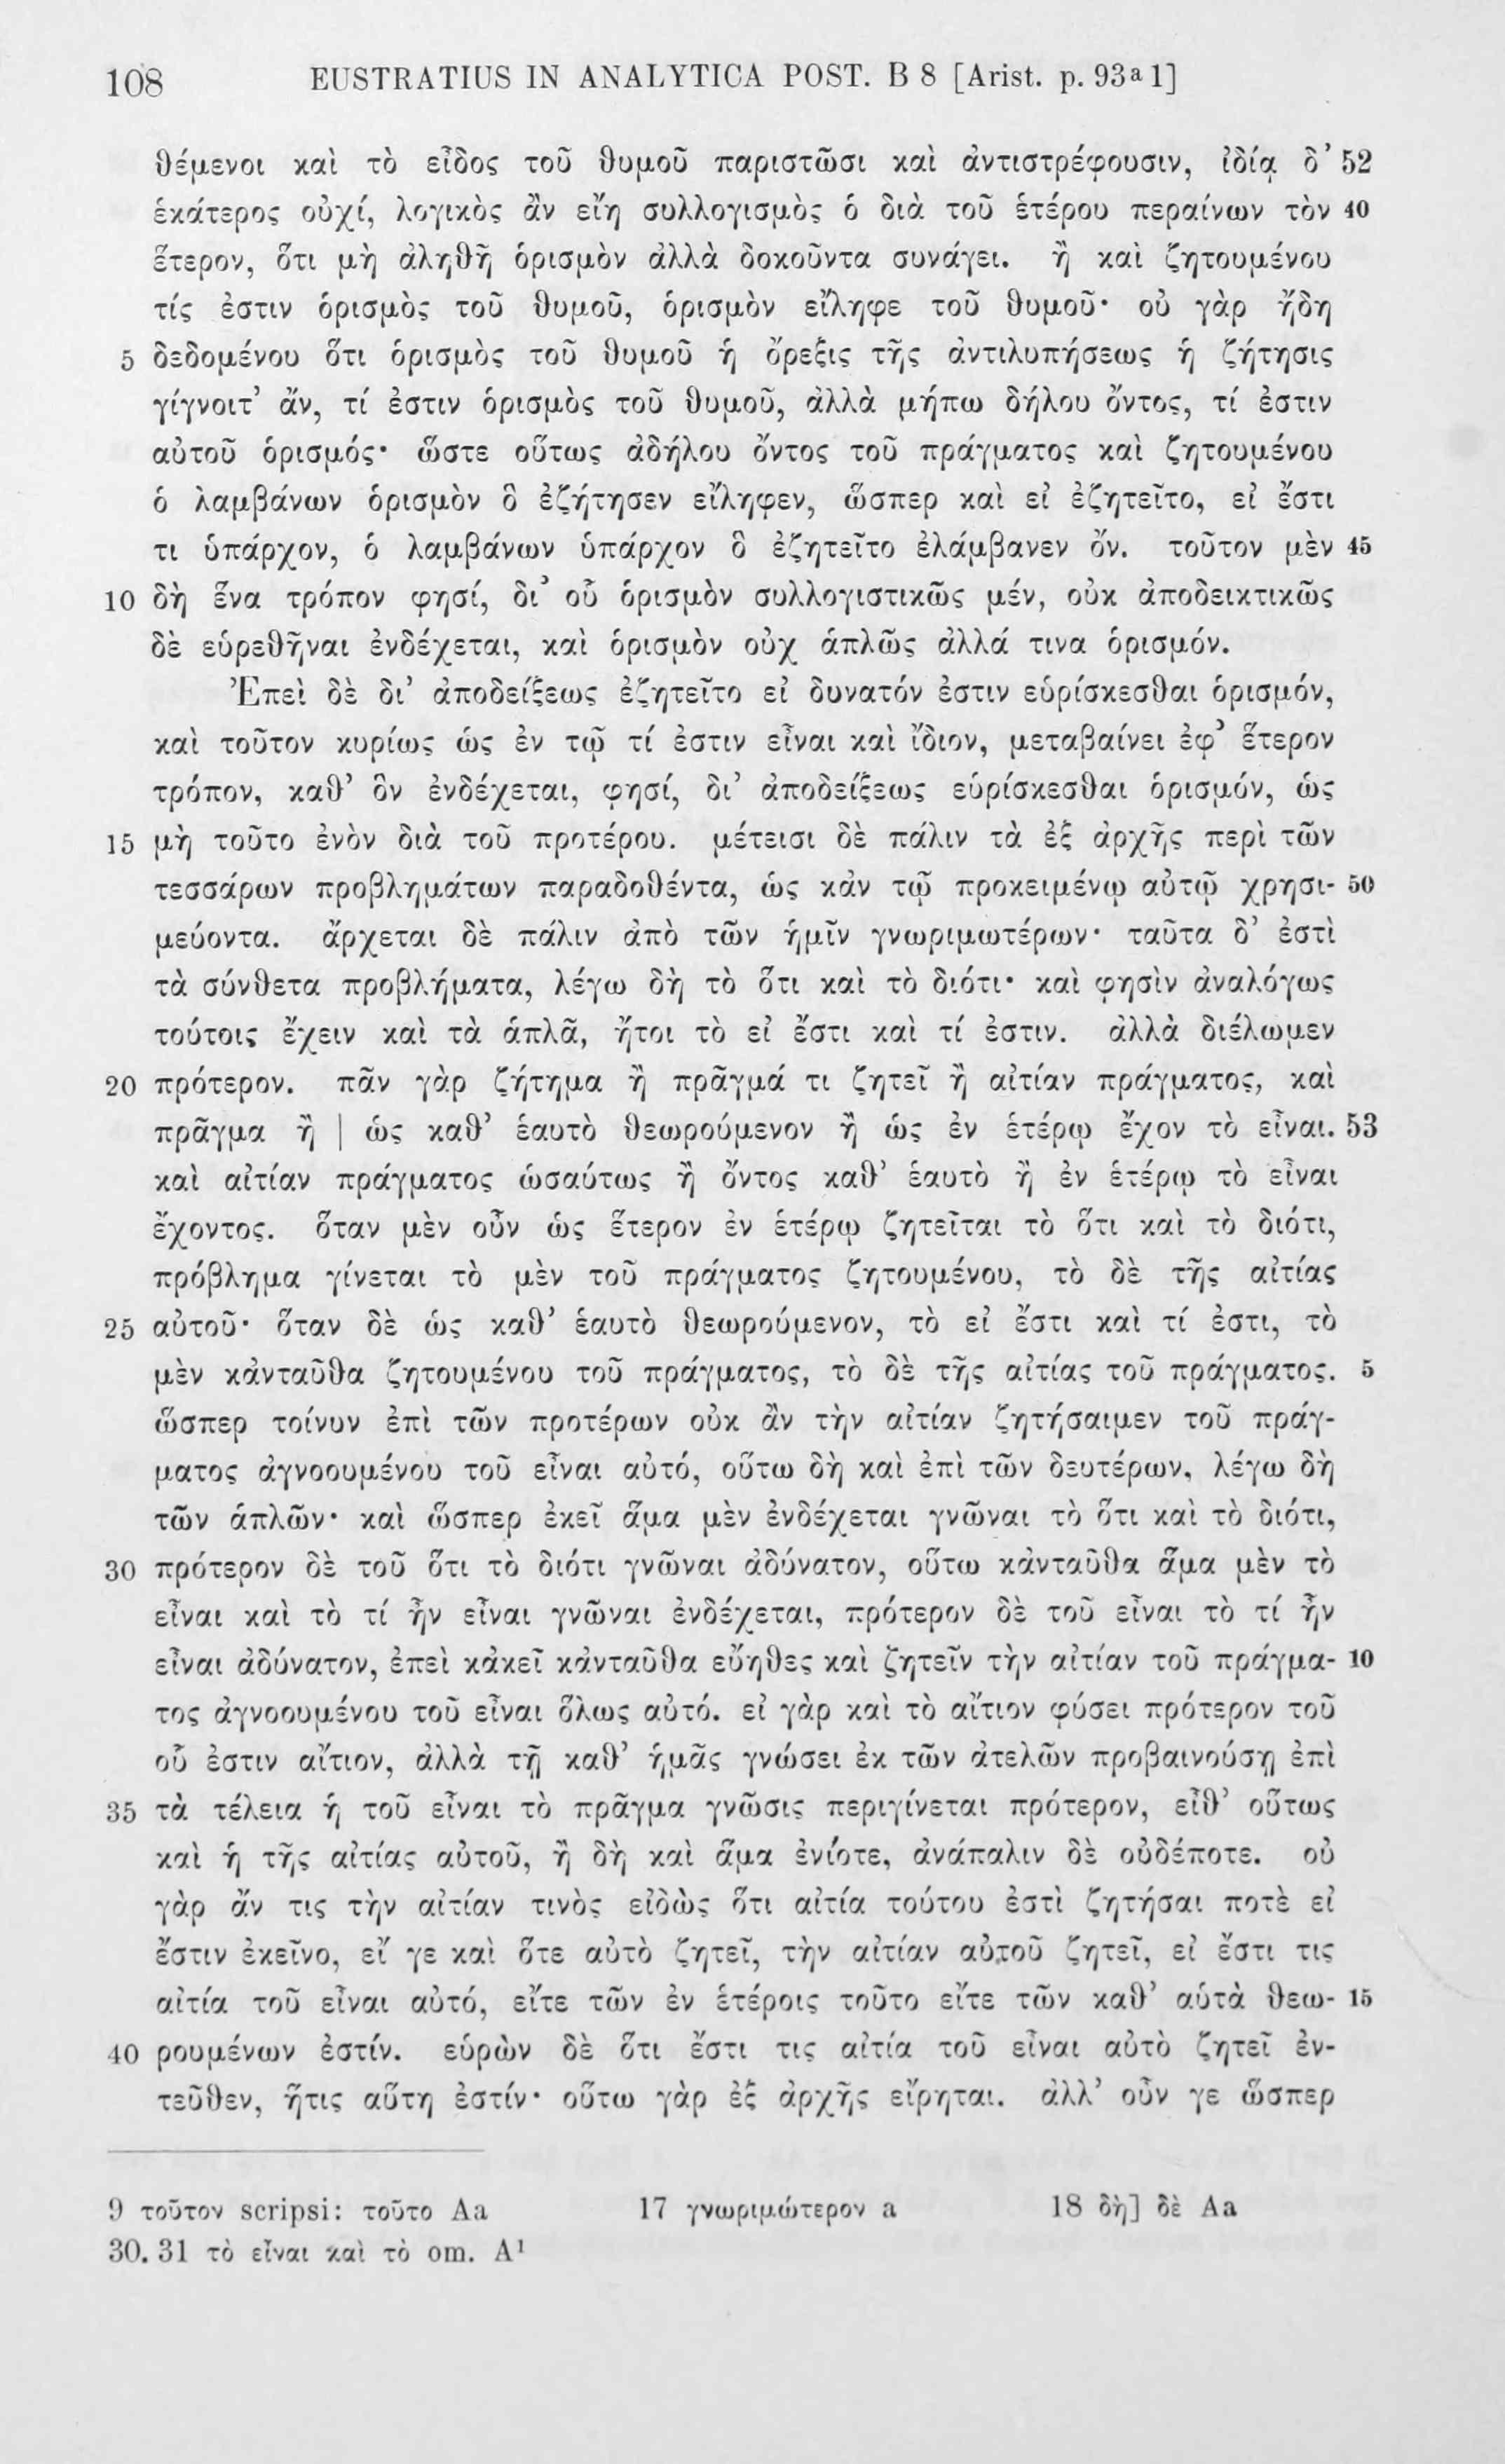 108 EUSTRATIUS IN ANALYTICA POST. B 8 [Arist. p. 93a1]
θέμενοι καὶ τὸ εἶδος τοῦ θυμοῦ παριστῶσι καὶ ἀντιστρέφουσιν, ἰδίᾳ δ’ 52
ἑκάτερος οὐχί, λογικὸς ἂν εἴη συλλογισμὸς ὁ διὰ τοῦ ἑτέρου περαίνων τὸν 40
ἕτερον, ὅτι μὴ ἀληθῆ ὁρισμὸν ἀλλὰ δοκοῦντα συνάγει. ἢ καὶ ζητουμένου
τίς ἐστιν ὁρισμὸς τοῦ θυμοῦ, ὁρισμὸν εἴληφε τοῦ θυμοῦ· οὐ γὰρ ἤδη
5 δεδομένου ὅτι ὁρισμὸς τοῦ θυμοῦ ἡ ὄρεξις τῆς ἀντιλυπήσεως ἡ ζήτησις
γίγνοιτ’ ἄν, τί ἐστιν ὁρισμὸς τοῦ θυμοῦ, ἀλλὰ μήπω δήλου ὄντος, τί ἐστιν
αὐτοῦ ὁρισμός· ὥστε οὕτως ἀδήλου ὄντος τοῦ πράγματος καὶ ζητουμένου
ὁ λαμβάνων ὁρισμὸν ὃ ἐζήτησεν εἴληφεν, ὥσπερ καὶ εἰ ἐζητεῖτο, εἰ ἔστι
τι ὑπάρχον, ὁ λαμβάνων ὑπάρχον ὃ ἐζητεῖτο ἐλάμβανεν ὄν. τοῦτον μὲν 45
10 δὴ ἕνα τρόπον φησί, δι’ οὗ ὁρισμὸν συλλογιστικῶς μέν, οὐκ ἀποδεικτικῶς
δὲ εὑρεθῆναι ἐνδέχεται, καὶ ὁρισμὸν οὐχ ἁπλῶς ἀλλά τινα ὁρισμόν.
Ἐπεὶ δὲ δι’ ἀποδείξεως ἐζητεῖτο εἰ δυνατόν ἐστιν εὑρίσκεσθαι ὁρισμόν,
καὶ τοῦτον κυρίως ὡς ἐν τῷ τί ἐστιν εἶναι καὶ ἴδιον, μεταβαίνει ἐφ’ ἕτερον
τρόπον, καθ’ ὃν ἐνδέχεται, φησί, δι’ ἀποδείξεως εὑρίσκεσθαι ὁρισμόν, ὡς
15 μὴ τοῦτο ἐνὸν διὰ τοῦ προτέρου. μέτεισι δὲ πάλιν τὰ ἐξ ἀρχῆς περὶ τῶν
τεσσάρων προβλημάτων παραδοθέντα, ὡς κἀν τῷ προκειμένῳ αὐτῷ χρησι- 50
μεύοντα. ἄρχεται δὲ πάλιν ἀπὸ τῶν ἡμῖν γνωριμωτέρων· ταῦτα δ’ ἐστὶ
τὰ σύνθετα προβλήματα, λέγω δὴ τὸ ὅτι καὶ τὸ διότι· καὶ φησὶν ἀναλόγως
τούτοις ἔχειν καὶ τὰ ἁπλᾶ, ἤτοι τὸ εἰ ἔστι καὶ τί ἐστιν. ἀλλὰ διέλωμεν
20 πρότερον. πᾶν γὰρ ζήτημα ἢ πρᾶγμά τι ζητεῖ ἢ αἰτίαν πράγματος, καὶ
πρᾶγμα ἢ | ὡς καθ’ ἑαυτὸ θεωρούμενον ἢ ὡς ἐν ἑτέρῳ ἔχον τὸ εἶναι. 53
καὶ αἰτίαν πράγματος ὡσαύτως ἢ ὄντος καθ’ ἑαυτὸ ἢ ἐν ἑτέρῳ τὸ εἶναι
ἔχοντος. ὅταν μὲν οὖν ὡς ἕτερον ἐν ἑτέρῳ ζητεῖται τὸ ὅτι καὶ τὸ διότι,
πρόβλημα γίνεται τὸ μὲν τοῦ πράγματος ζητουμένου, τὸ δὲ τῆς αἰτίας
25 αὐτοῦ· ὅταν δὲ ὡς καθ’ ἑαυτὸ θεωρούμενον, τὸ εἰ ἔστι καὶ τί ἐστι, τὸ
μὲν κἀνταῦθα ζητουμένου τοῦ πράγματος, τὸ δὲ τῆς αἰτίας τοῦ πράγματος. 5
ὥσπερ τοίνυν ἐπὶ τῶν προτέρων οὐκ ἂν τὴν αἰτίαν ζητήσαιμεν τοῦ πράγ-
ματος ἀγνοουμένου τοῦ εἶναι αὐτό, οὕτω δὴ καὶ ἐπὶ τῶν δευτέρων, λέγω δὴ
τῶν ἁπλῶν· καὶ ὥσπερ ἐκεῖ ἅμα μὲν ἐνδέχεται γνῶναι τὸ ὅτι καὶ τὸ διότι,
30 πρότερον δὲ τοῦ ὅτι τὸ διότι γνῶναι ἀδύνατον, οὕτω κἀνταῦθα ἅμα μὲν τὸ
εἶναι καὶ τὸ τί ἦν εἶναι γνῶναι ἐνδέχεται, πρότερον δὲ τοῦ εἶναι τὸ τί ἦν
εἶναι ἀδύνατον, ἐπεὶ κἀκεῖ κἀνταῦθα εὔηθες καὶ ζητεῖν τὴν αἰτίαν τοῦ πράγμα- 10
τος ἀγνοουμένου τοῦ εἶναι ὅλως αὐτό. εἰ γὰρ καὶ τὸ αἴτιον φύσει πρότερον τοῦ
οὗ ἐστιν αἴτιον, ἀλλὰ τῇ καθ’ ἡμᾶς γνώσει ἐκ τῶν ἀτελῶν προβαινούσῃ ἐπὶ
35 τὰ τέλεια ἡ τοῦ εἶναι τὸ πρᾶγμα γνῶσις περιγίνεται πρότερον, εἶθ’ οὕτως
καὶ ἡ τῆς αἰτίας αὐτοῦ, ἢ δὴ καὶ ἅμα ἐνίοτε, ἀνάπαλιν δὲ οὐδέποτε. οὐ
γὰρ ἄν τις τὴν αἰτίαν τινὸς εἰδὼς ὅτι αἰτία τούτου ἐστὶ ζητήσαι ποτὲ εἰ
ἔστιν ἐκεῖνο, εἴ γε καὶ ὅτε αὐτὸ ζητεῖ, τὴν αἰτίαν αὐτοῦ ζητεῖ, εἰ ἔστι τις
αἰτία τοῦ εἶναι αὐτό, εἴτε τῶν ἐν ἑτέροις τοῦτο εἴτε τῶν καθ’ αὑτὰ θεω- 15
40 ρουμένων ἐστίν. εὑρὼν δὲ ὅτι ἔστι τις αἰτία τοῦ εἶναι αὐτὸ ζητεῖ ἐν-
τεῦθεν, ἥτις αὕτη ἐστίν· οὕτω γὰρ ἐξ ἀρχῆς εἴρηται. ἀλλ’ οὖν γε ὥσπερ
9 τοῦτον scripsi: τοῦτο Aa 17 γνωριμώτερον a 18 δὴ] δὲ Aa
30. 31 τὸ εἶναι καὶ τὸ om. A¹